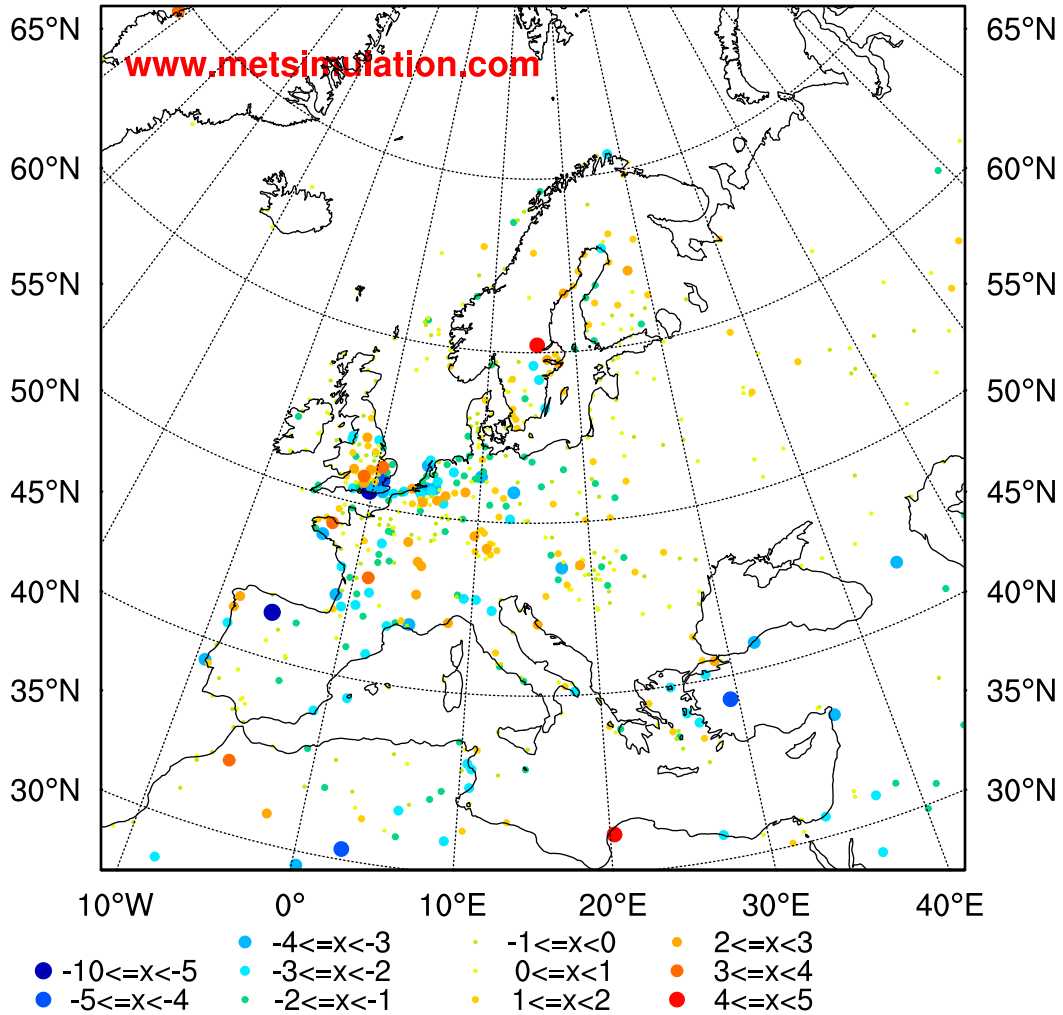 65°N 65°N
www.metsimulation.com
60°N 60°N
55°N 55°N
50°N 50°N
45°N 45°N
40°N 40°N
35°N 35°N
30°N 30°N
10°W 0° 10°E 20°E 30°E 40°E
-4<=x<-3 -1<=x<0 2<=x<3
-10<=x<-5 -3<=x<-2 0<=x<1 3<=x<4
-5<=x<-4 -2<=x<-1 1<=x<2 4<=x<5